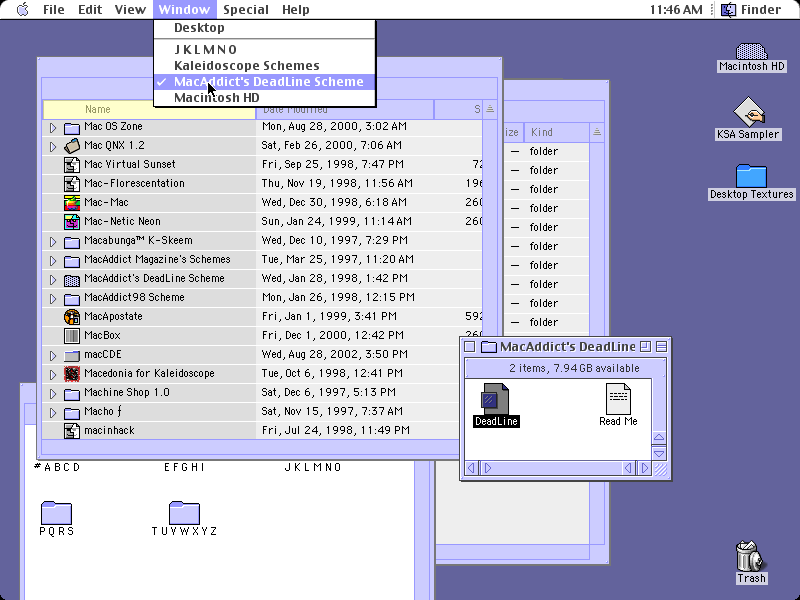 File Edit View Window Special Help 11:46 AM Finder
Desktop
J K L M N O
Kaleidoscope Schemes
✓ MacAddict's DeadLine Scheme
Macintosh HD
Name Date Modified S
Mac OS Zone Mon, Aug 28, 2000, 3:02 AM
Mac QNX 1.2 Sat, Feb 26, 2000, 7:06 AM
Mac Virtual Sunset Fri, Sep 25, 1998, 7:47 PM 72
Mac-Florescentation Thu, Nov 19, 1998, 11:56 AM 196
Mac-Mac Wed, Dec 30, 1998, 6:18 AM 260
Mac-Netic Neon Sun, Jan 24, 1999, 11:14 AM 260
Macabunga™ K-Skeem Wed, Dec 10, 1997, 7:29 PM
MacAddict Magazine's Schemes Tue, Mar 25, 1997, 11:20 AM
MacAddict's DeadLine Scheme Wed, Jan 28, 1998, 1:42 PM
MacAddict98 Scheme Mon, Jan 26, 1998, 12:15 PM
MacApostate Fri, Jan 1, 1999, 3:41 PM 592
MacBox Fri, Dec 1, 2000, 12:42 PM 260
macCDE Wed, Aug 28, 2002, 3:50 PM
Macedonia for Kaleidoscope Tue, Oct 6, 1998, 12:41 PM
Machine Shop 1.0 Sat, Dec 6, 1997, 5:13 PM
Macho ƒ Sat, Nov 15, 1997, 7:37 AM
macinhack Fri, Jul 24, 1998, 11:49 PM
ize Kind
— folder
— folder
— folder
— folder
— folder
— folder
— folder
— folder
— folder
— folder
MacAddict's DeadLine
2 items, 7.94 GB available
DeadLine Read Me
# A B C D E F G H I J K L M N O
P Q R S T U V W X Y Z
Macintosh HD
KSA Sampler
Desktop Textures
Trash